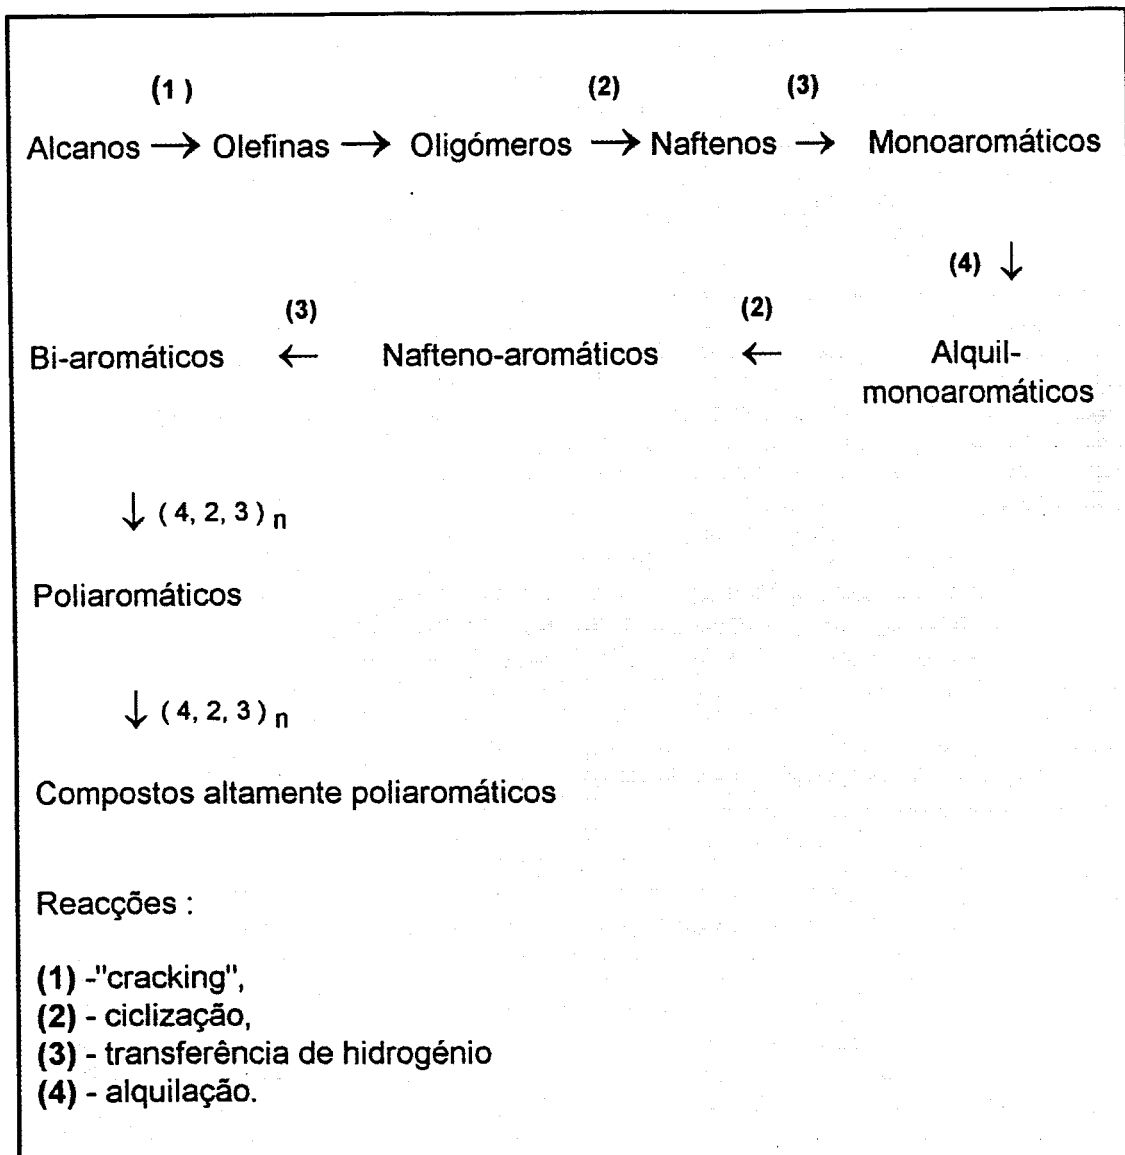 (1) (2) (3)
Alcanos → Olefinas → Oligómeros → Naftenos → Monoaromáticos
(4) ↓
(3) (2)
Bi-aromáticos ← Nafteno-aromáticos ← Alquil-
monoaromáticos
↓ ( 4, 2, 3 ) n
Poliaromáticos
↓ ( 4, 2, 3 ) n
Compostos altamente poliaromáticos
Reacções :
(1) -"cracking",
(2) - ciclização,
(3) - transferência de hidrogénio
(4) - alquilação.